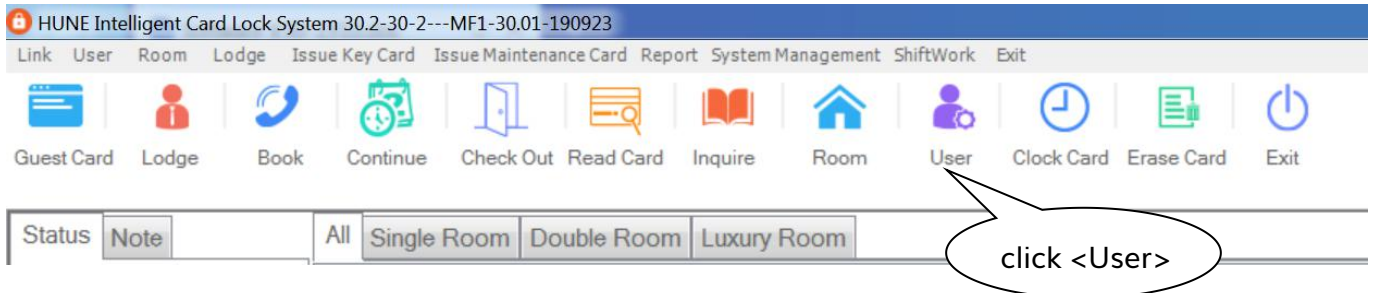 HUNE Intelligent Card Lock System 30.2-30-2---MF1-30.01-190923
Link User Room Lodge Issue Key Card Issue Maintenance Card Report System Management ShiftWork Exit
Guest Card Lodge Book Continue Check Out Read Card Inquire Room User Clock Card Erase Card Exit
Status Note All Single Room Double Room Luxury Room
click <User>